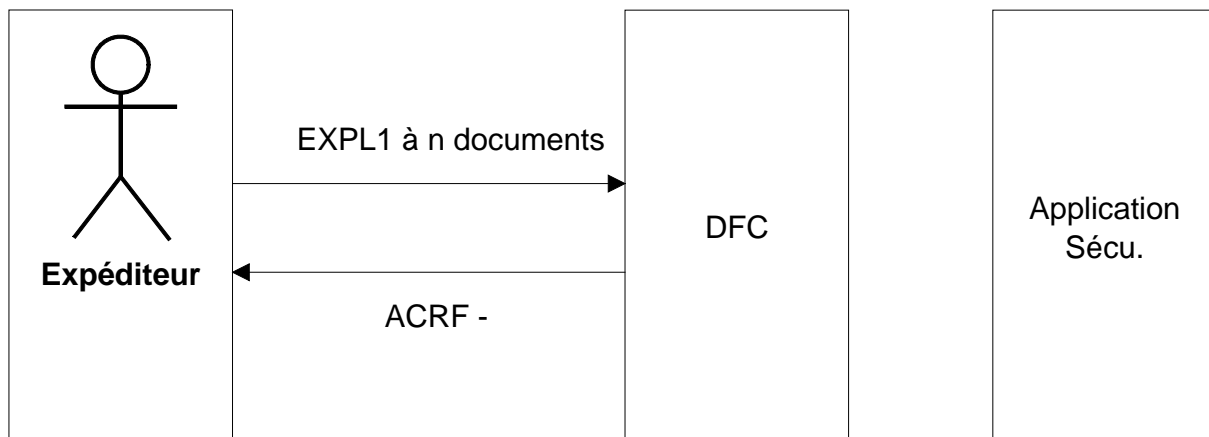 EXPL1 à n documents
Expéditeur
ACRF -
DFC
Application
Sécu.